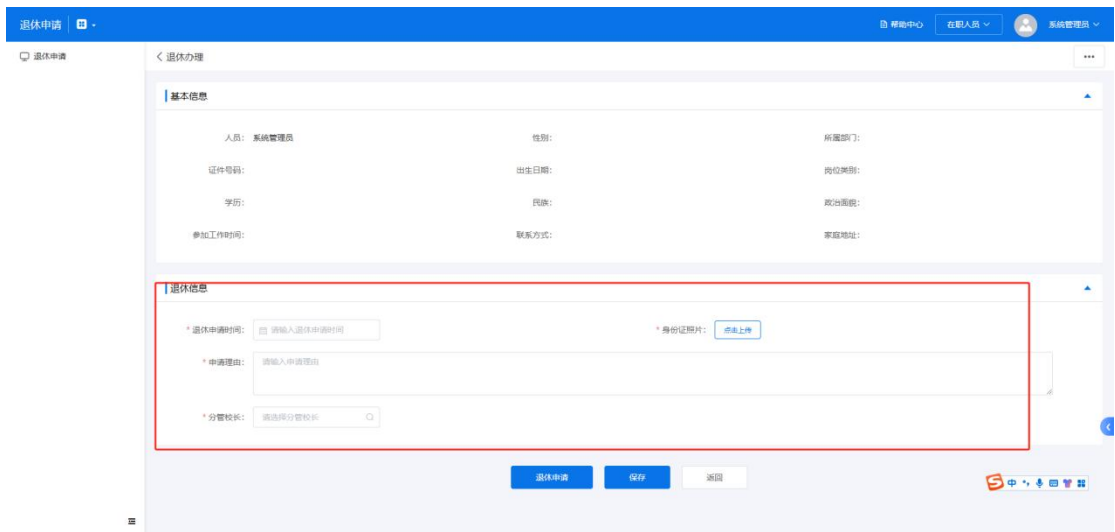 退休申请 帮助中心 在职人员 系统管理员
退休申请
退休办理
基本信息
人员： 系统管理员 性别： 所属部门：
证件号码： 出生日期： 岗位类别：
学历： 民族： 政治面貌：
参加工作时间： 联系方式： 家庭地址：
退休信息
* 退休申请时间： 请输入退休申请时间 * 身份证照片： 点击上传
* 申请理由： 请输入申请理由
* 分管校长： 请选择分管校长
退休申请 保存 返回
中